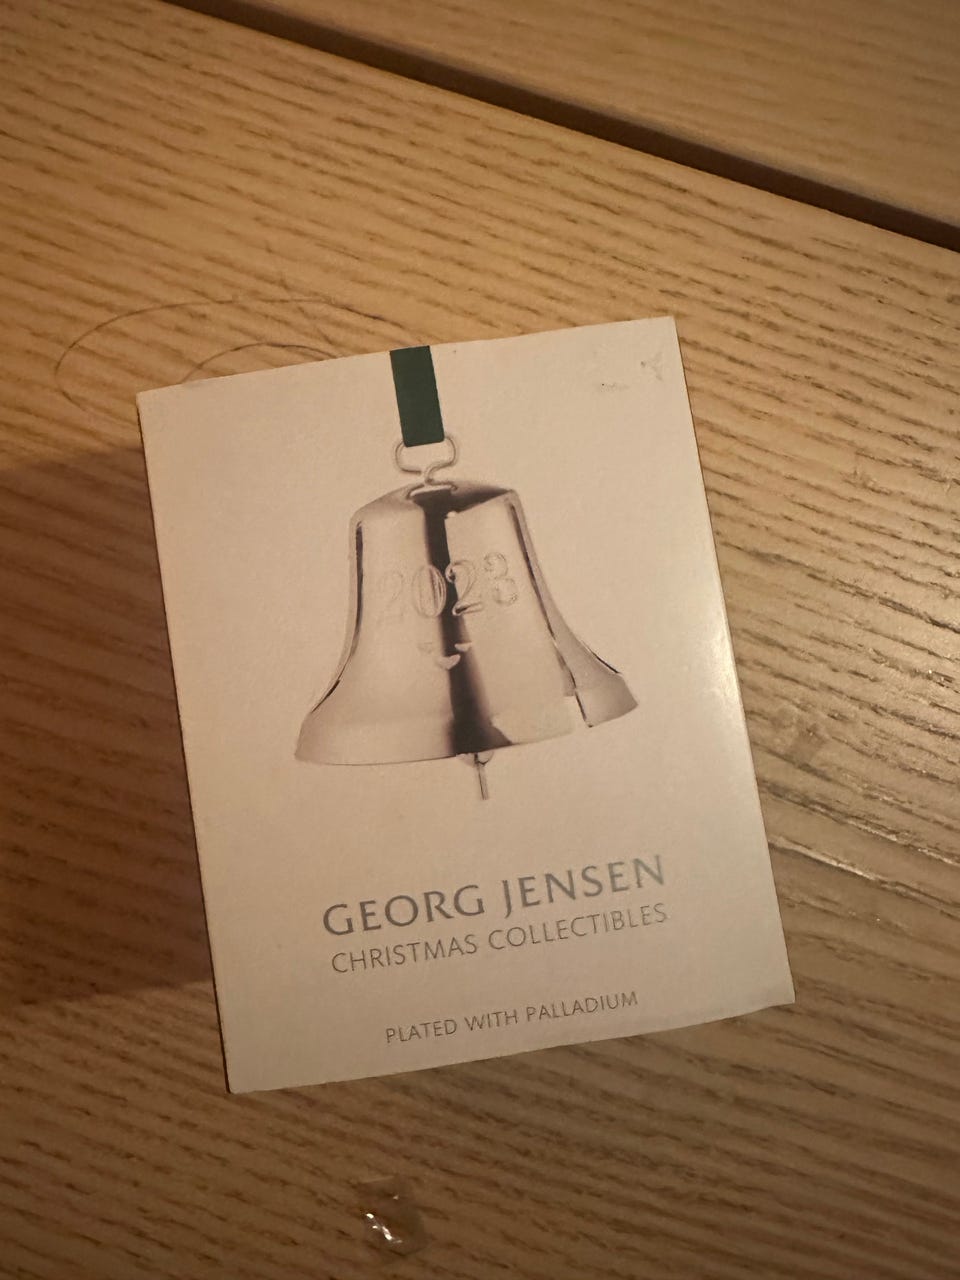 2023
GEORG JENSEN
CHRISTMAS COLLECTIBLES
PLATED WITH PALLADIUM